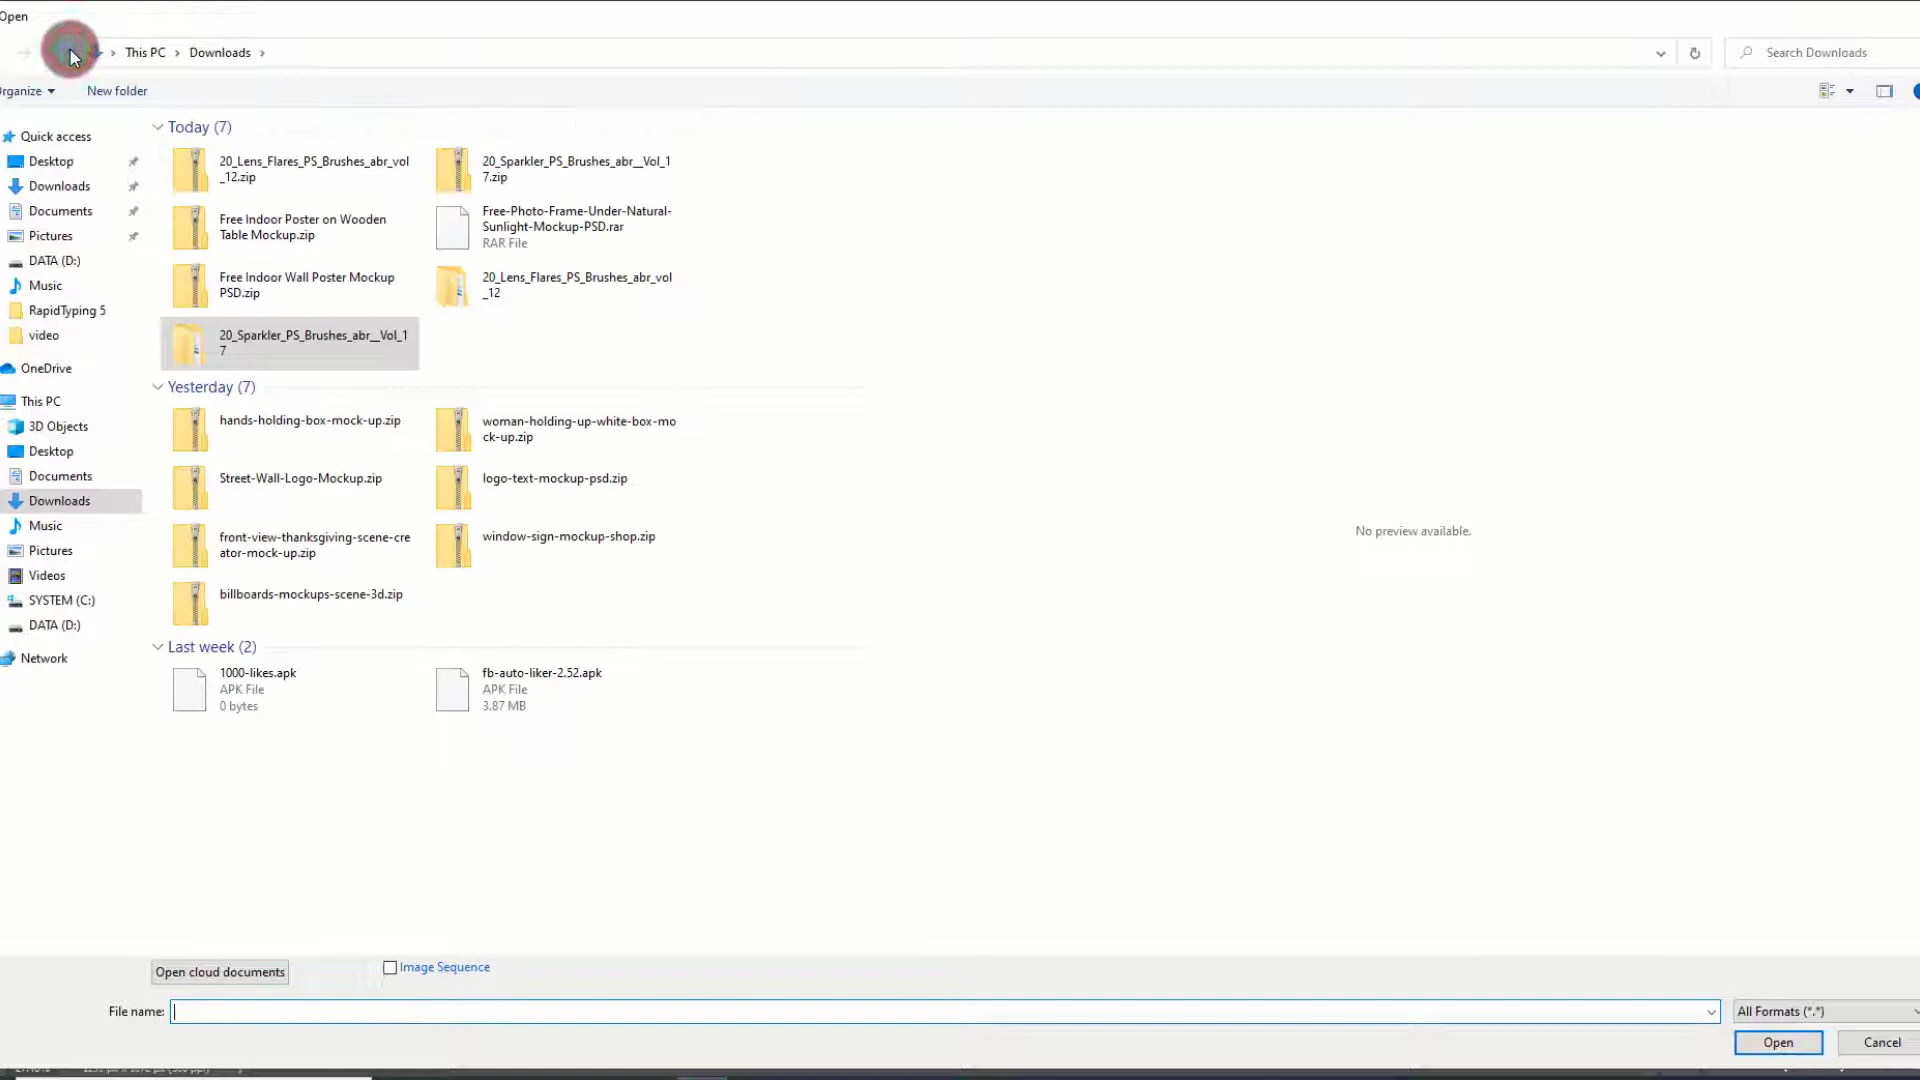 Open
This PC
Downloads
Search Downloads
rganize
New folder
Quick access
Desktop
Downloads
Documents
Pictures
DATA (D:)
Music
RapidTyping 5
video
OneDrive
This PC
3D Objects
Desktop
Documents
Downloads
Music
Pictures
Videos
SYSTEM (C:)
DATA (D:)
Network
Today (7)
20_Lens_Flares_PS_Brushes_abr_vol
_12.zip
20_Sparkler_PS_Brushes_abr__Vol_1
7.zip
Free Indoor Poster on Wooden
Table Mockup.zip
Free-Photo-Frame-Under-Natural-
Sunlight-Mockup-PSD.rar
RAR File
Free Indoor Wall Poster Mockup
PSD.zip
20_Lens_Flares_PS_Brushes_abr_vol
_12
20_Sparkler_PS_Brushes_abr__Vol_1
7
Yesterday (7)
hands-holding-box-mock-up.zip
woman-holding-up-white-box-mo
ck-up.zip
Street-Wall-Logo-Mockup.zip
logo-text-mockup-psd.zip
front-view-thanksgiving-scene-cre
ator-mock-up.zip
window-sign-mockup-shop.zip
billboards-mockups-scene-3d.zip
Last week (2)
1000-likes.apk
APK File
0 bytes
fb-auto-liker-2.52.apk
APK File
3.87 MB
No preview available.
Open cloud documents
Image Sequence
File name:
All Formats (*.*)
Open
Cancel